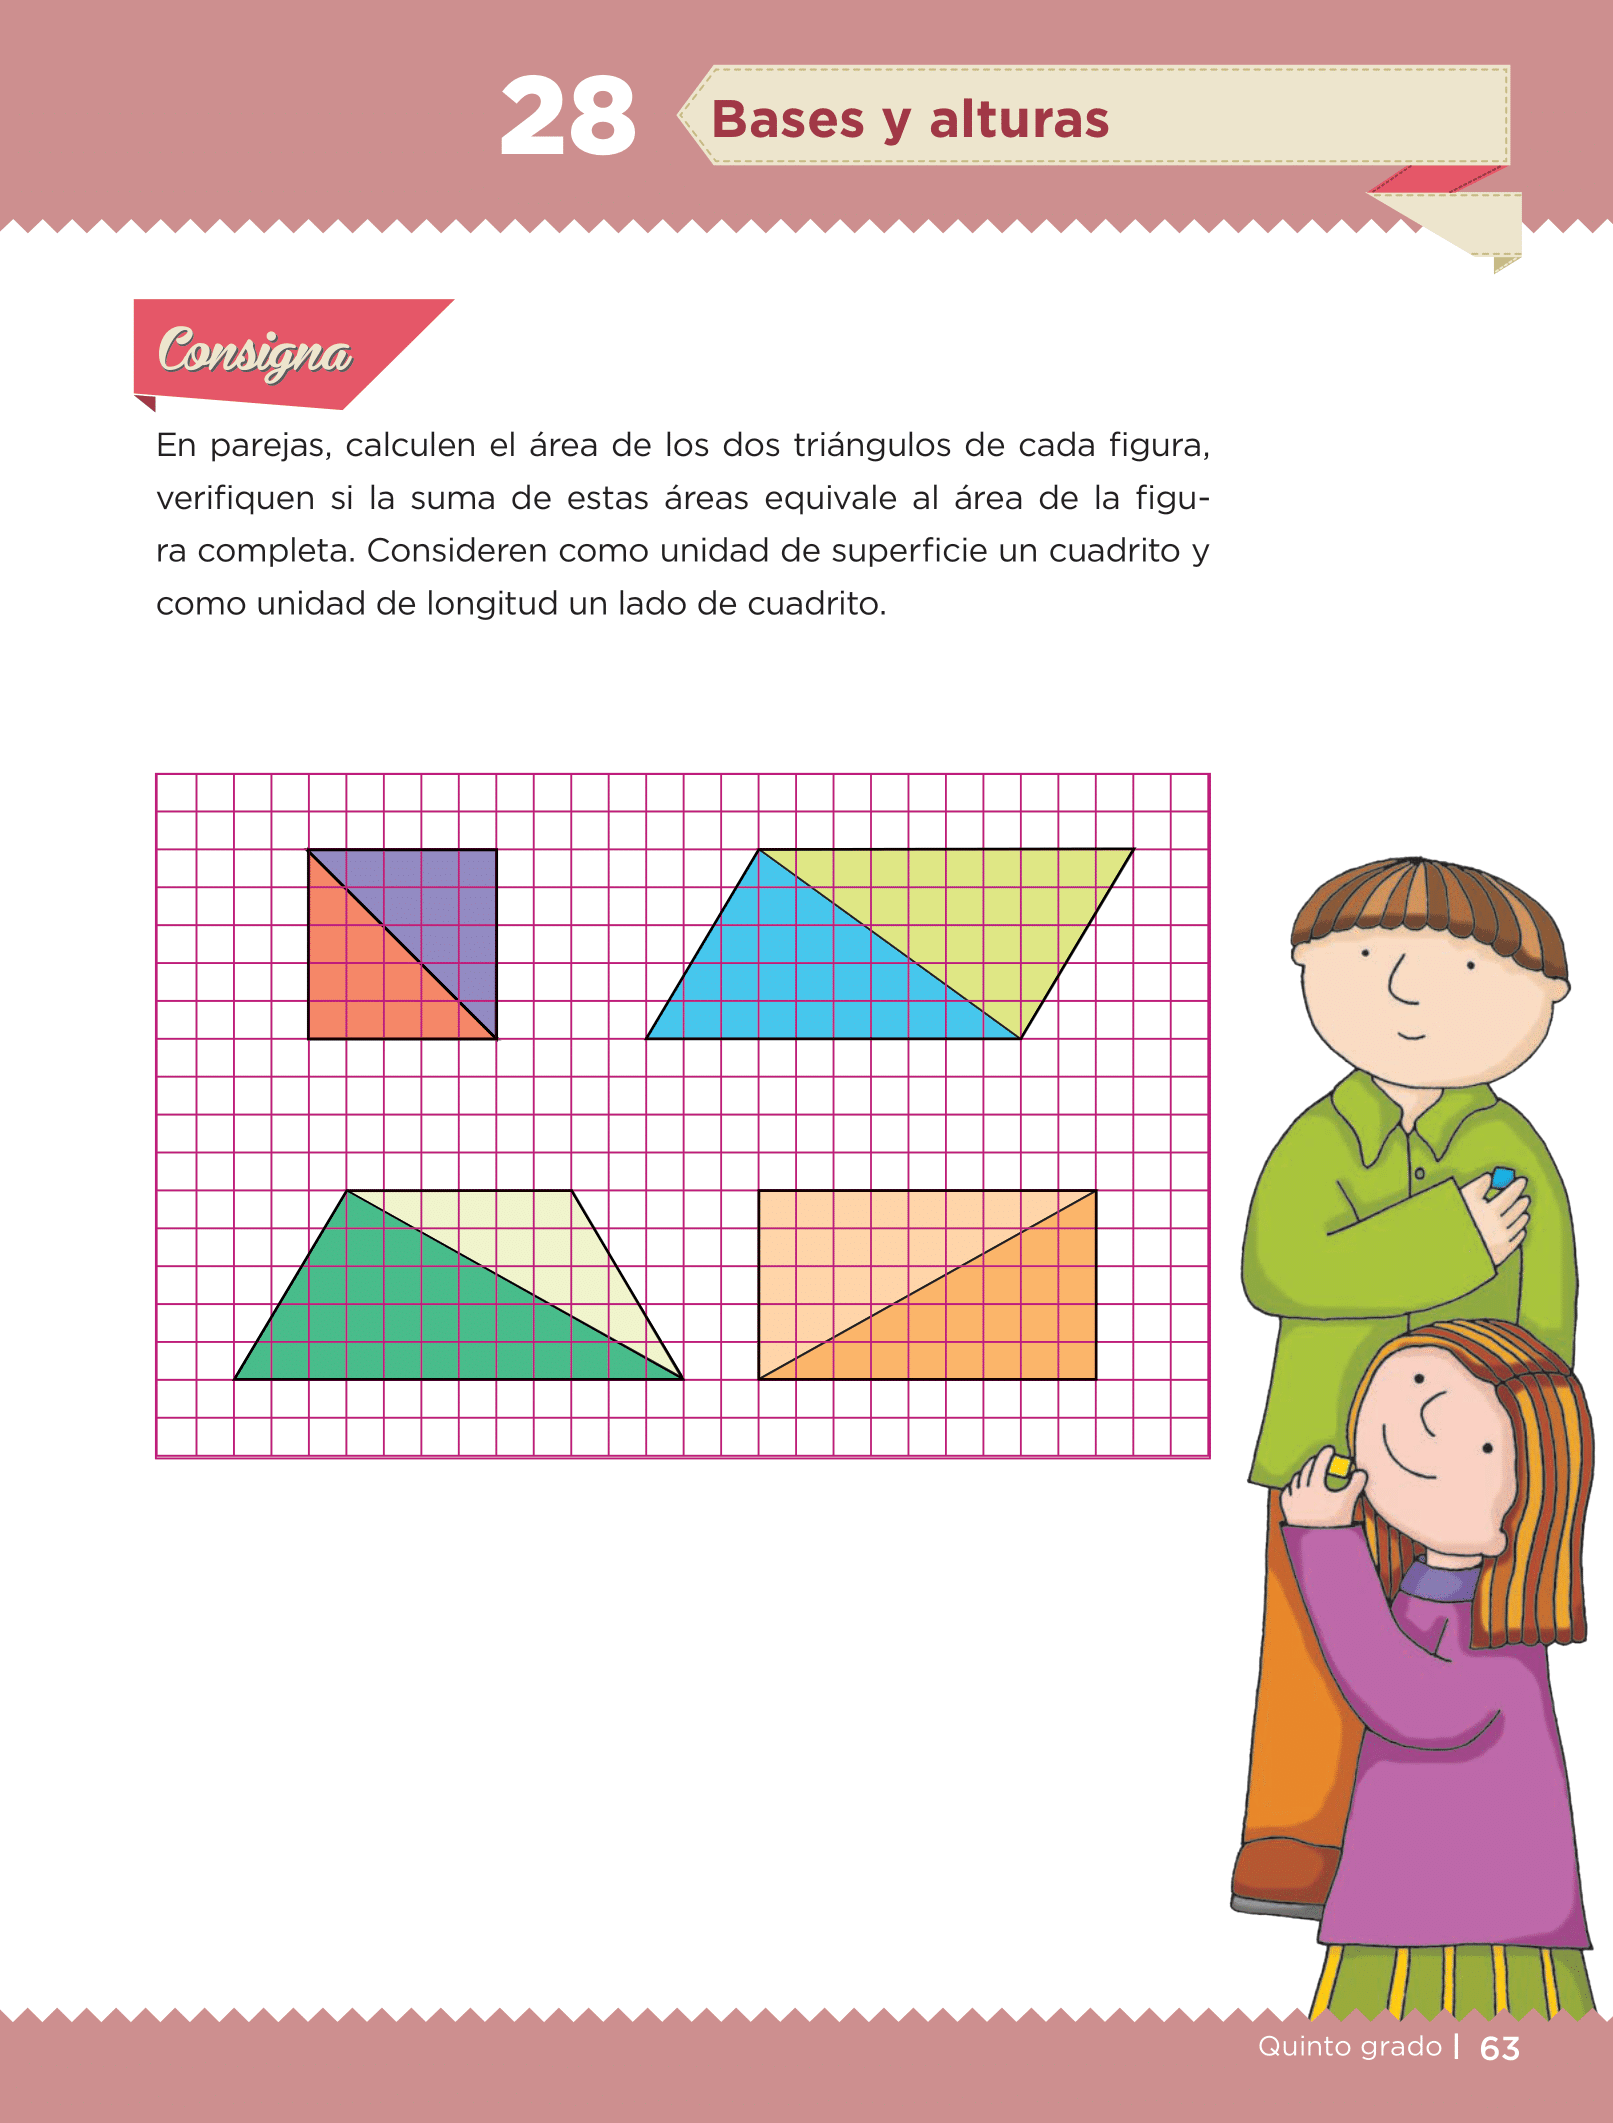 28
Bases y alturas
Consigna
En parejas, calculen el área de los dos triángulos de cada figura,
verifiquen si la suma de estas áreas equivale al área de la figu-
ra completa. Consideren como unidad de superficie un cuadrito y
como unidad de longitud un lado de cuadrito.
Quinto grado | 63